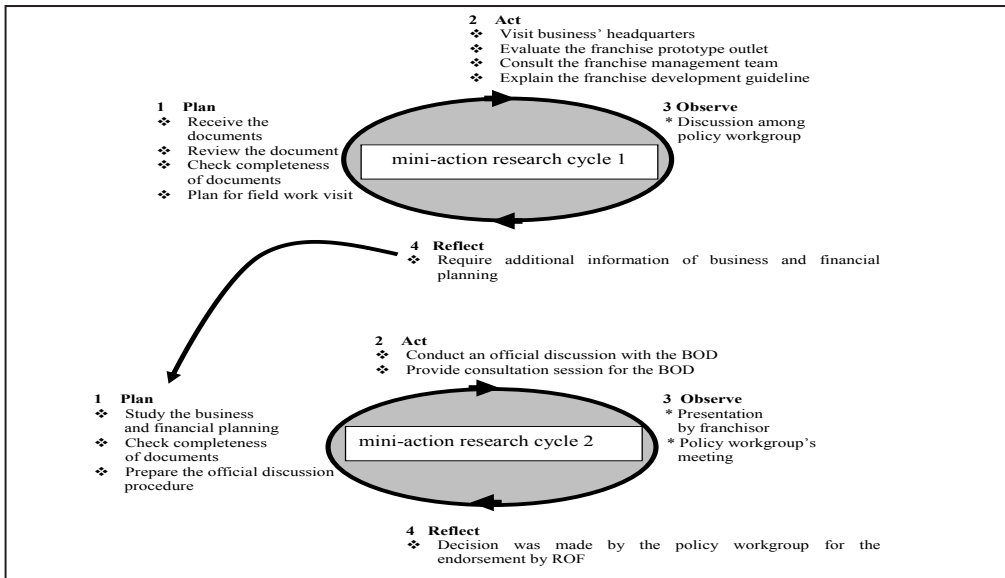 2 Act
❖ Visit business' headquarters
❖ Evaluate the franchise prototype outlet
❖ Consult the franchise management team
❖ Explain the franchise development guideline
1 Plan
❖ Receive the
documents
❖ Review the document
❖ Check completeness
of documents
❖ Plan for field work visit
mini-action research cycle 1
3 Observe
* Discussion among
policy workgroup
4 Reflect
❖ Require additional information of business and financial
planning
2 Act
❖ Conduct an official discussion with the BOD
❖ Provide consultation session for the BOD
1 Plan
❖ Study the business
and financial planning
❖ Check completeness
of documents
❖ Prepare the official discussion
procedure
mini-action research cycle 2
3 Observe
* Presentation
by franchisor
* Policy workgroup's
meeting
4 Reflect
❖ Decision was made by the policy workgroup for the
endorsement by ROF